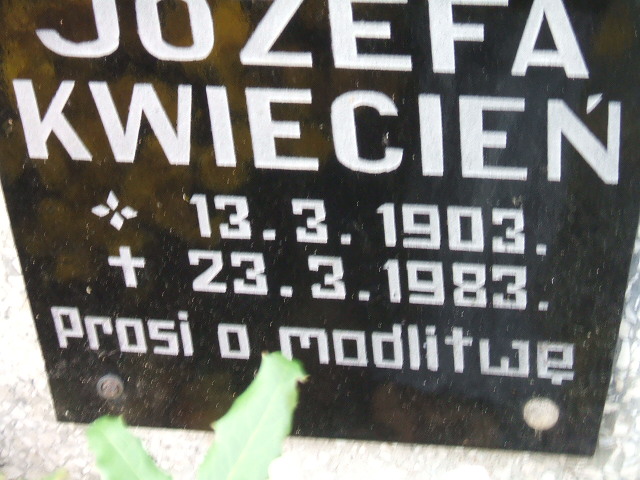 JÓZEFA
KWIECIEŃ
13.3.1903.
✝ 23.3.1983.
Prosi o modlitwę